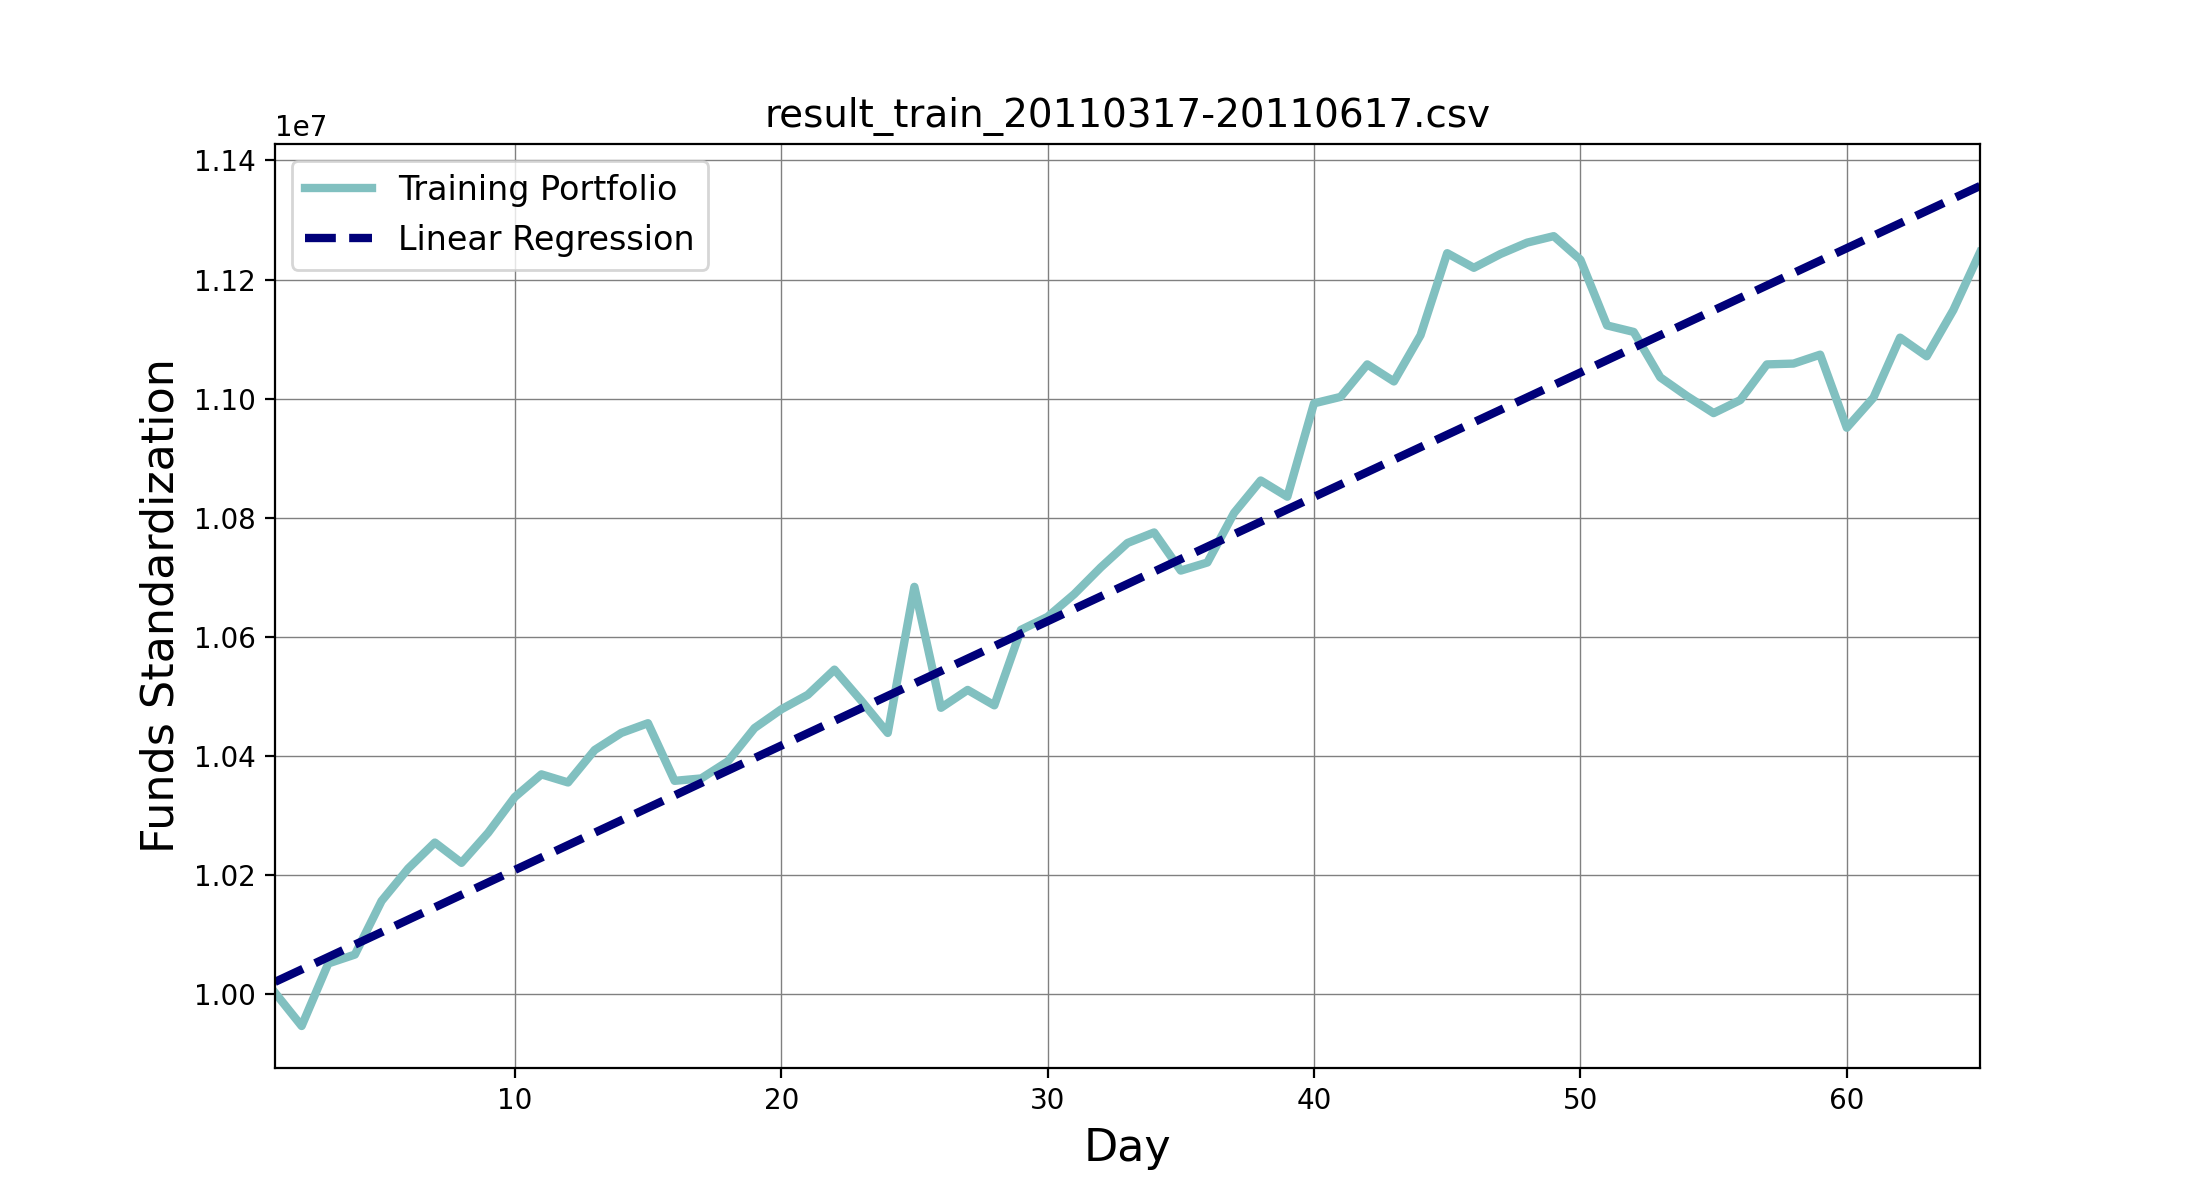 result_train_20110317-20110617.csv
1e7
Training Portfolio
Linear Regression
1.14
1.12
1.10
1.08
1.06
1.04
1.02
1.00
Funds Standardization
10 20 30 40 50 60
Day